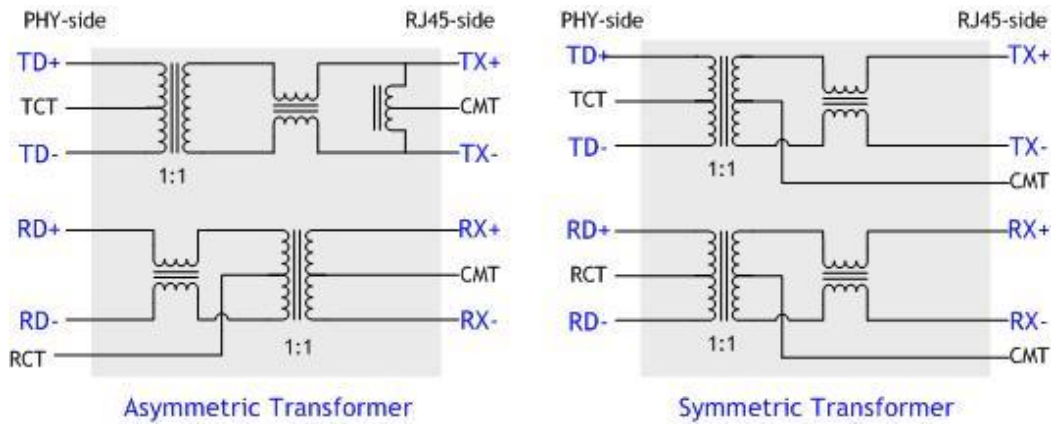 PHY-side RJ45-side
TD+ TX+
TCT CMT
TD- TX-
1:1
RD+ RX+
CMT
RD- RX-
RCT 1:1
Asymmetric Transformer
PHY-side RJ45-side
TD+ TX+
TCT
TD- TX-
1:1 CMT
RD+ RX+
RCT
RD- RX-
1:1 CMT
Symmetric Transformer